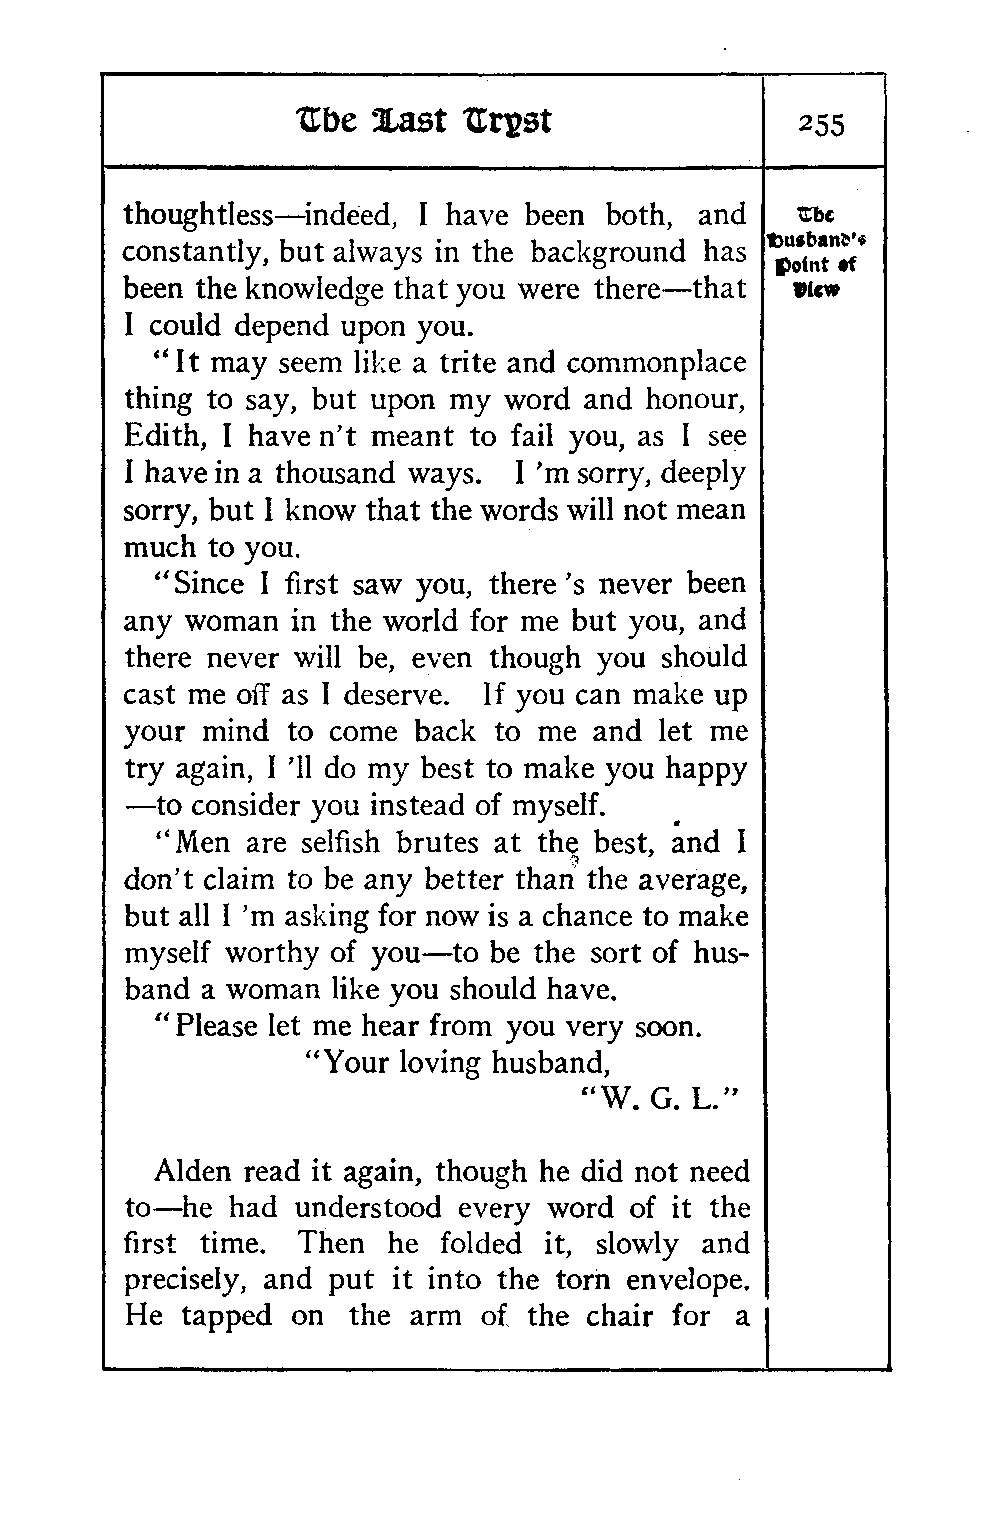 The Last Tryst
255
The
Husband's
Point of
View
thoughtless—indeed, I have been both, and
constantly, but always in the background has
been the knowledge that you were there—that
I could depend upon you.
"It may seem like a trite and commonplace
thing to say, but upon my word and honour,
Edith, I have n't meant to fail you, as I see
I have in a thousand ways. I 'm sorry, deeply
sorry, but I know that the words will not mean
much to you.
"Since I first saw you, there 's never been
any woman in the world for me but you, and
there never will be, even though you should
cast me off as I deserve. If you can make up
your mind to come back to me and let me
try again, I 'll do my best to make you happy
—to consider you instead of myself.
"Men are selfish brutes at the best, and I
don't claim to be any better than the average,
but all I 'm asking for now is a chance to make
myself worthy of you—to be the sort of hus-
band a woman like you should have.
"Please let me hear from you very soon.
"Your loving husband,
"W. G. L."
Alden read it again, though he did not need
to—he had understood every word of it the
first time. Then he folded it, slowly and
precisely, and put it into the torn envelope.
He tapped on the arm of the chair for a